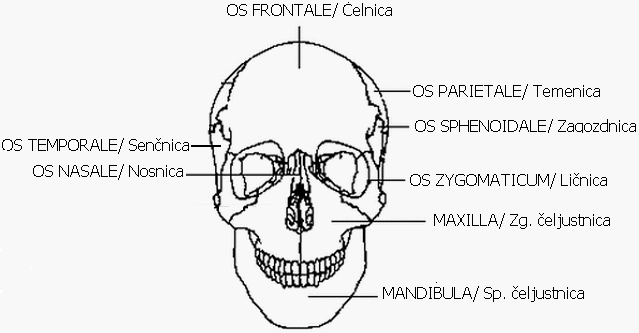 OS FRONTALE/ Čelnica
OS PARIETALE/ Temenica
OS SPHENOIDALE/ Zagozdnica
OS TEMPORALE/ Senčnica
OS NASALE/ Nosnica
OS ZYGOMATICUM/ Ličnica
MAXILLA/ Zg. čeljustnica
MANDIBULA/ Sp. čeljustnica